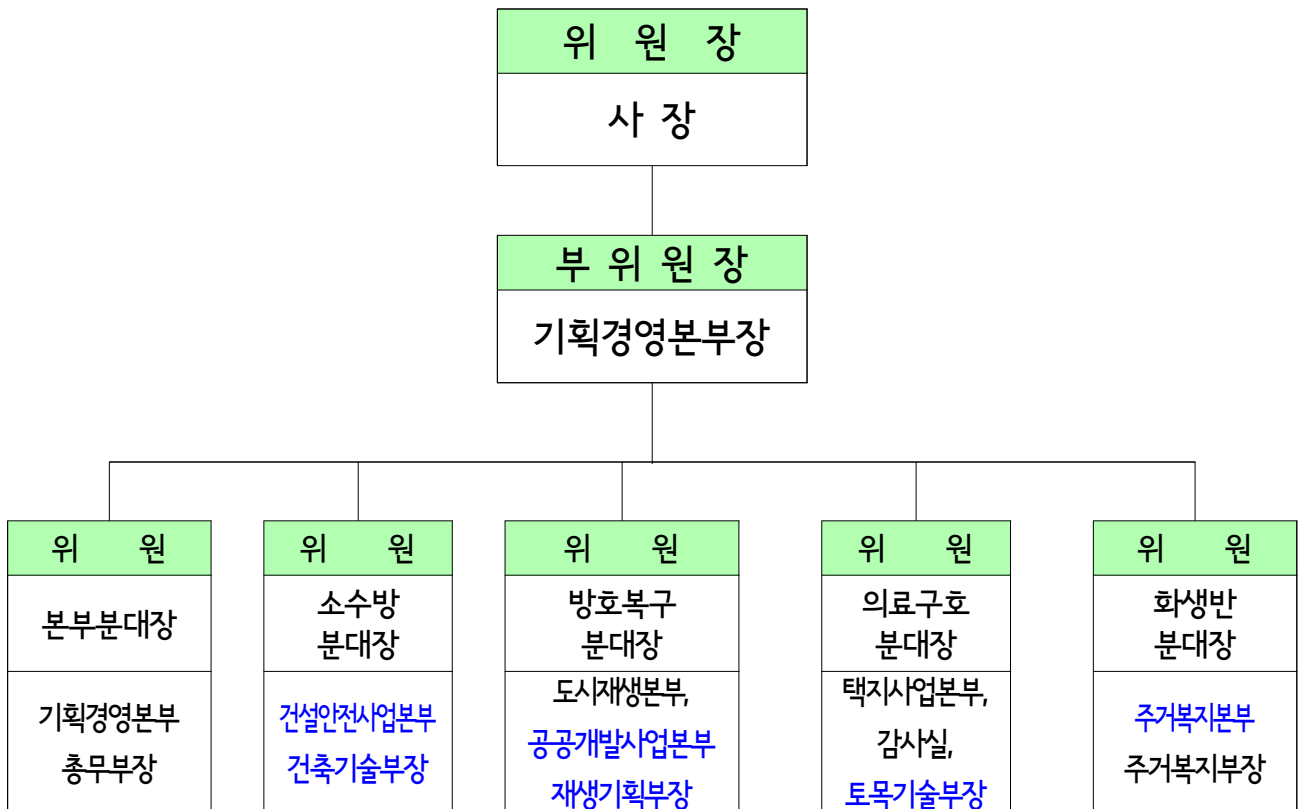 위 원 장
사 장
부 위 원 장
기획경영본부장
위 원
본부분대장
기획경영본부
총무부장
위 원
소수방
분대장
건설안전사업본부
건축기술부장
위 원
방호복구
분대장
도시재생본부,
공공개발사업본부
재생기획부장
위 원
의료구호
분대장
택지사업본부,
감사실,
토목기술부장
위 원
화생반
분대장
주거복지본부
주거복지부장